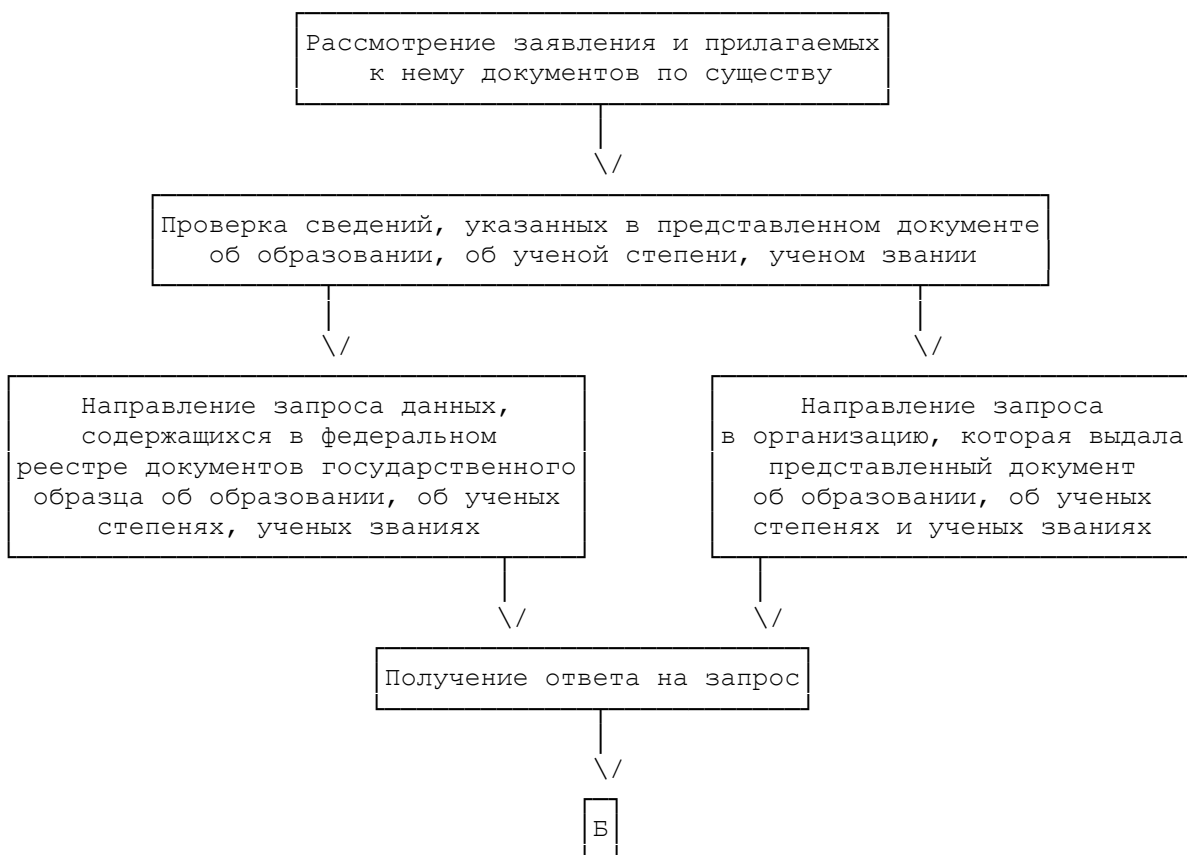 Рассмотрение заявления и прилагаемых
к нему документов по существу
Проверка сведений, указанных в представленном документе
об образовании, об ученой степени, ученом звании
Направление запроса данных,
содержащихся в федеральном
реестре документов государственного
образца об образовании, об ученых
степенях, ученых званиях
Направление запроса
в организацию, которая выдала
представленный документ
об образовании, об ученых
степенях и ученых званиях
Получение ответа на запрос
Б